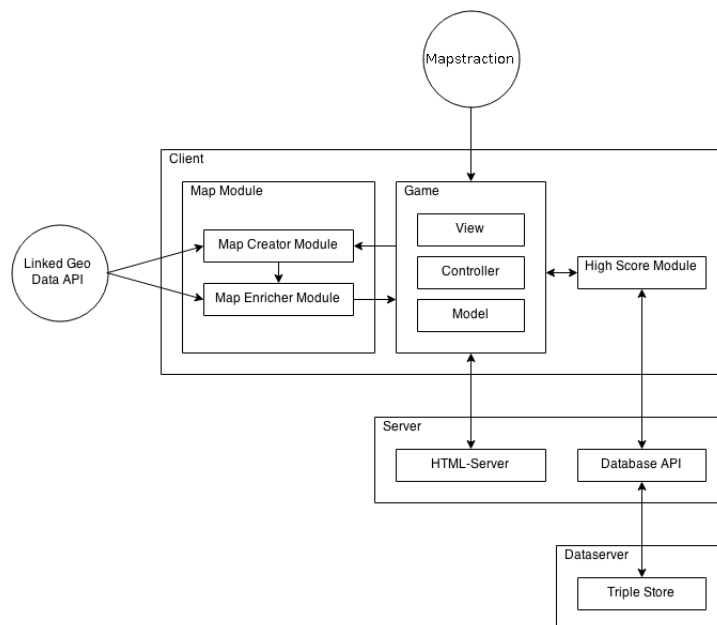 Mapstraction
Client
Map Module
Game
Map Creator Module
View
Linked Geo
Data API
Controller
High Score Module
Map Enricher Module
Model
Server
HTML-Server
Database API
Dataserver
Triple Store